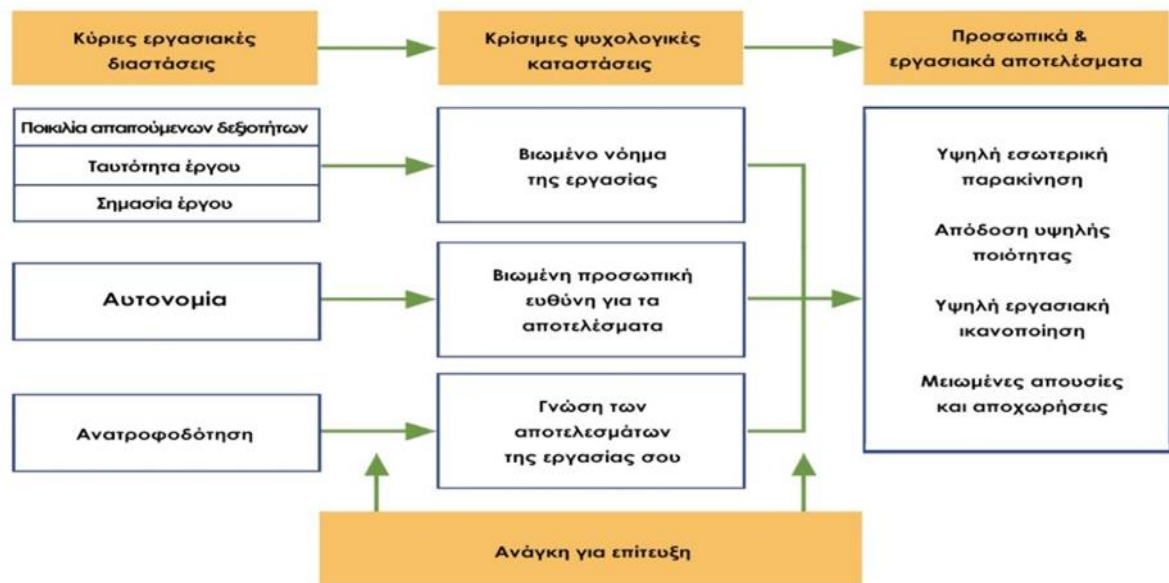 Κύριες εργασιακές
διαστάσεις
Κρίσιμες ψυχολογικές
καταστάσεις
Προσωπικά &
εργασιακά αποτελέσματα
Ποικιλία απαιτούμενων δεξιοτήτων
Ταυτότητα έργου
Σημασία έργου
Βιωμένο νόημα
της εργασίας
Αυτονομία
Βιωμένη προσωπική
ευθύνη για τα
αποτελέσματα
Ανατροφοδότηση
Γνώση των
αποτελεσμάτων
της εργασίας σου
Υψηλή εσωτερική
παρακίνηση
Απόδοση υψηλής
ποιότητας
Υψηλή εργασιακή
ικανοποίηση
Μειωμένες απουσίες
και αποχωρήσεις
Ανάγκη για επίτευξη